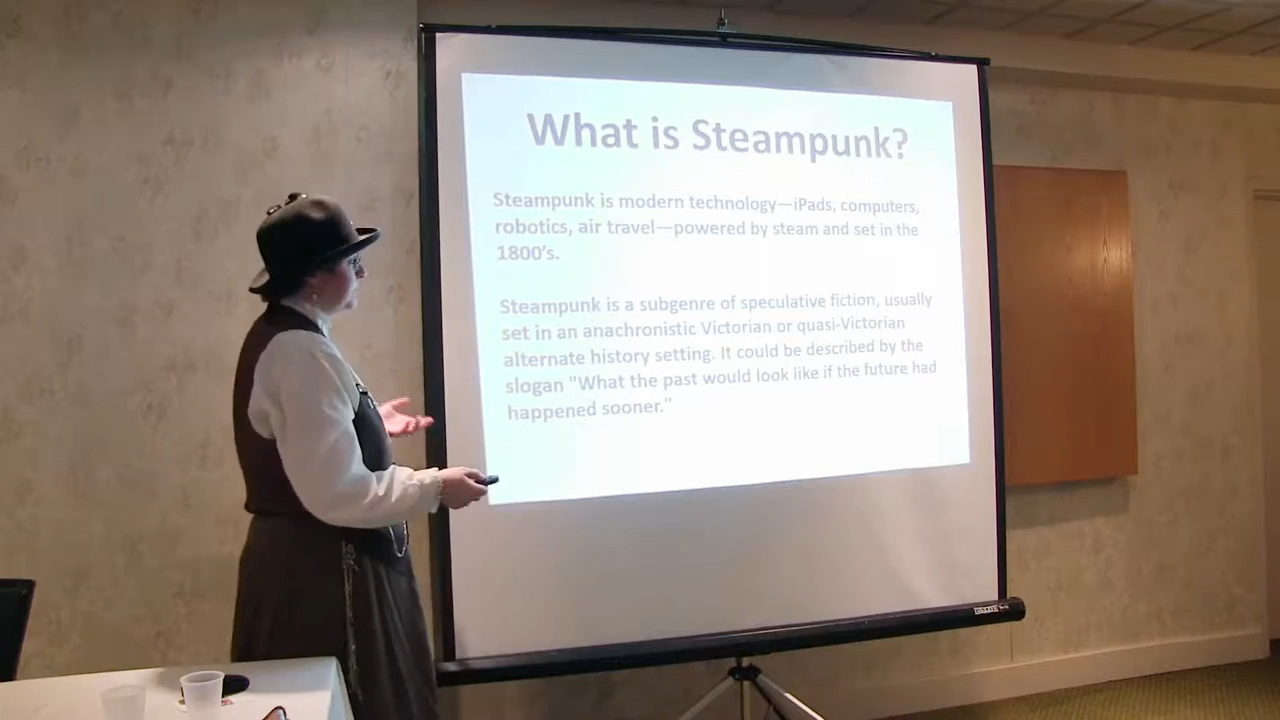 What is Steampunk?
Steampunk is modern technology—iPads, computers,
robotics, air travel—powered by steam and set in the
1800's.
Steampunk is a subgenre of speculative fiction, usually
set in an anachronistic Victorian or quasi-Victorian
alternate history setting. It could be described by the
slogan "What the past would look like if the future had
happened sooner."
DA-LITE